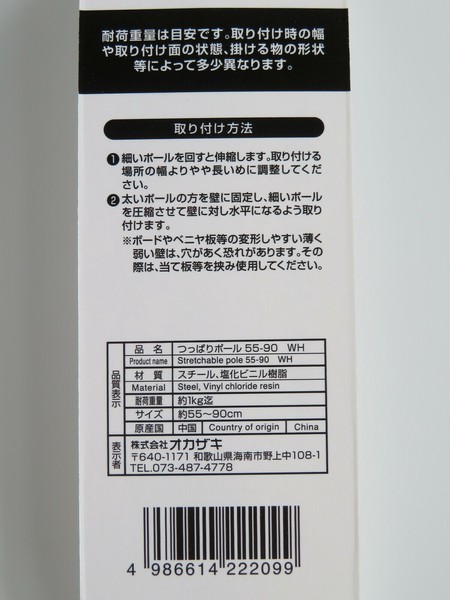 耐荷重量は目安です。取り付け時の幅
や取り付け面の状態、掛ける物の形状
等によって多少異なります。
取り付け方法
❶細いポールを回すと伸縮します。取り付ける
場所の幅よりやや長いめに調整してくだ
さい。
❷太いポールの方を壁に固定し、細いポール
を圧縮させて壁に対し水平になるよう取り
付けます。
※ボードやベニヤ板等の変形しやすい薄く
弱い壁は、穴があく恐れがあります。その
際は、当て板等を挟み使用してください。
品質表示
品 名 つっぱりポール 55-90 WH
Product name Stretchable pole 55-90 WH
材 質 スチール、塩化ビニル樹脂
Material Steel, Vinyl chloride resin
耐荷重量 約1kg迄
サイズ 約55〜90cm
原産国 中国 Country of origin China
表示者
株式会社オカザキ
〒640-1171 和歌山県海南市野上中108-1
TEL.073-487-4778
4 986614 222099